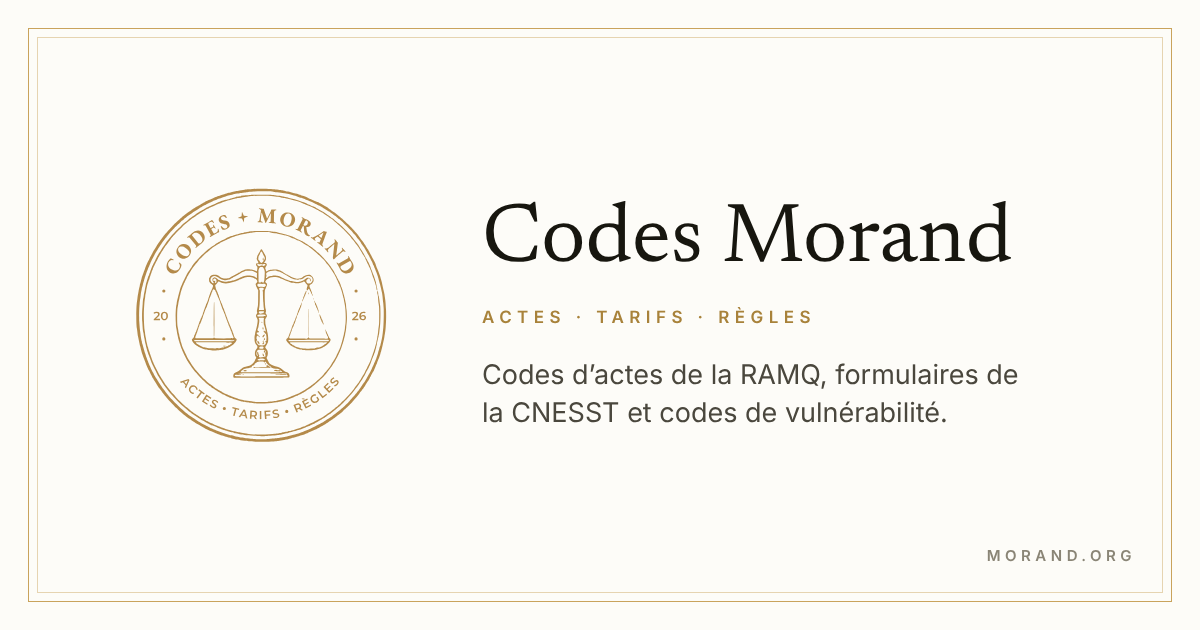 CODES + MORAND
20
26
ACTES • TARIFS • RÈGLES
Codes Morand
ACTES · TARIFS · RÈGLES
Codes d’actes de la RAMQ, formulaires de
la CNESST et codes de vulnérabilité.
MORAND.ORG